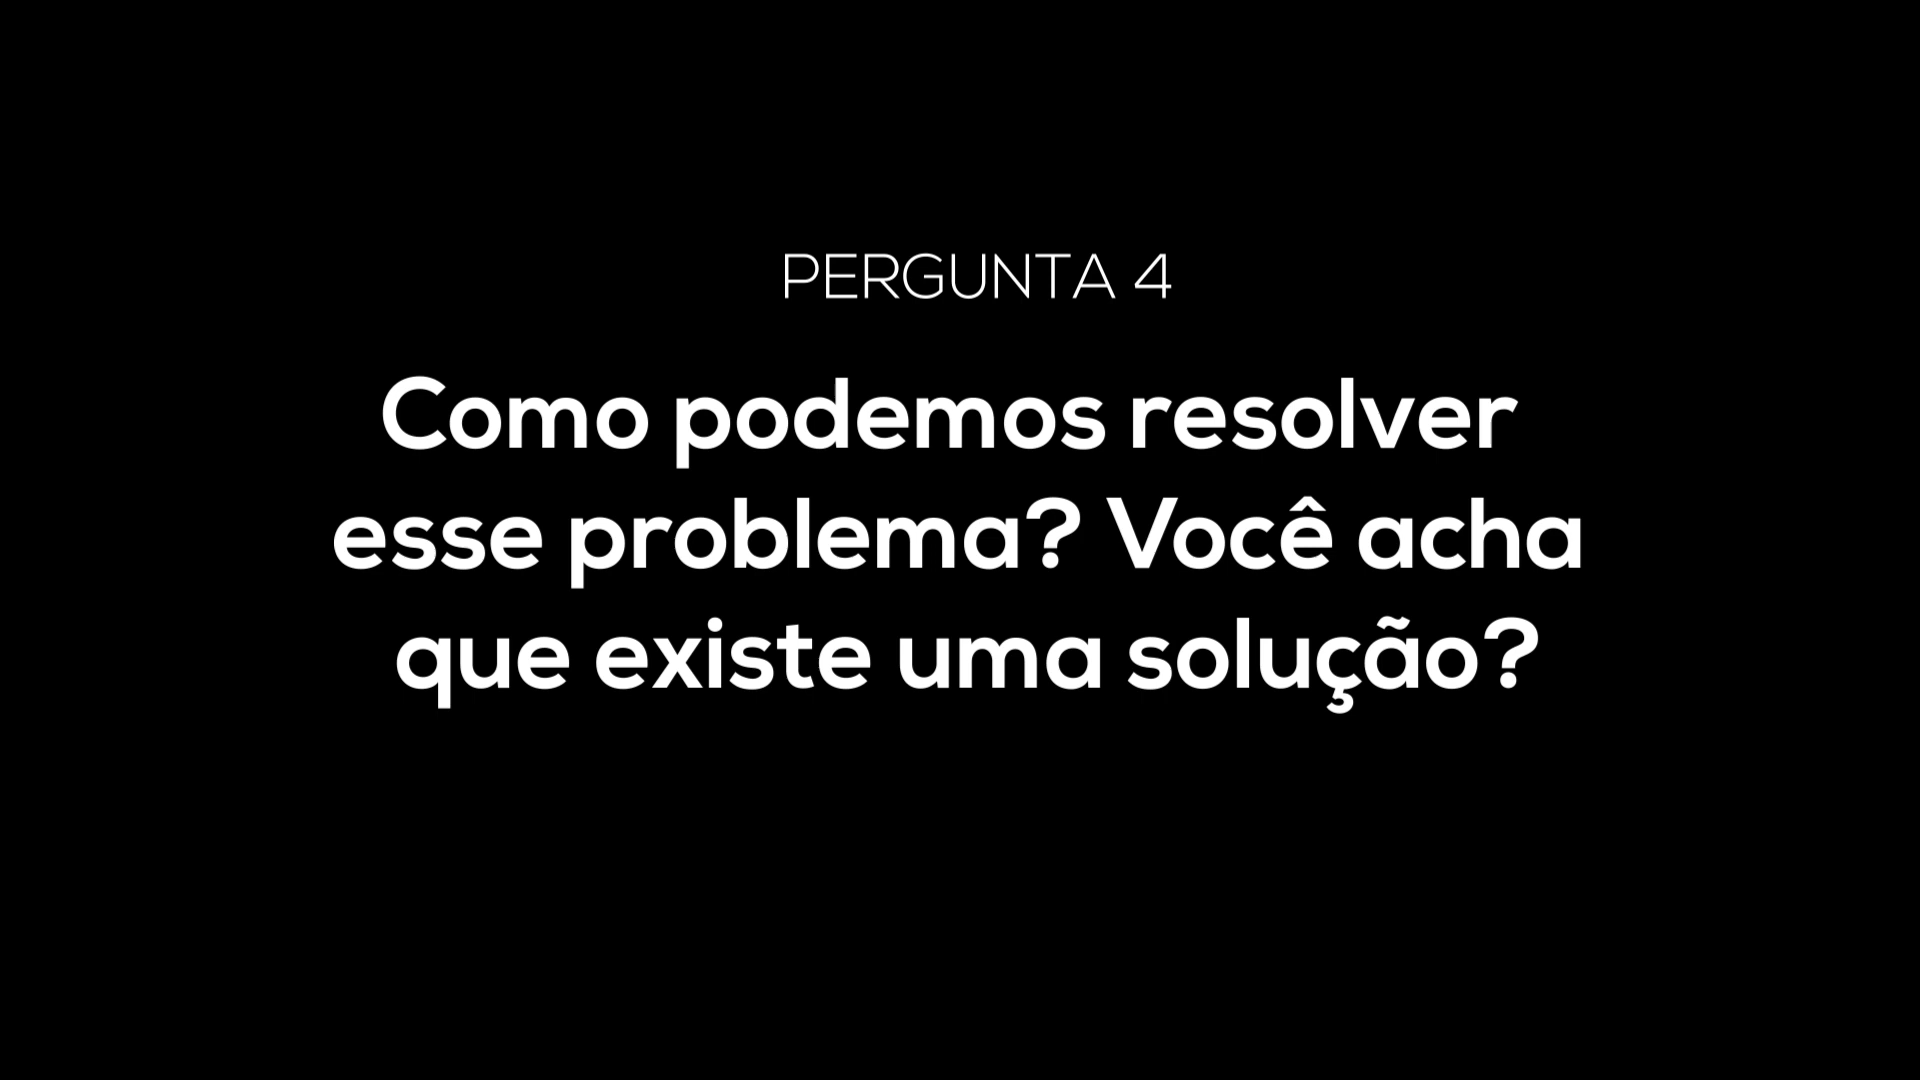 PERGUNTA 4
Como podemos resolver
esse problema? Você acha
que existe uma solução?